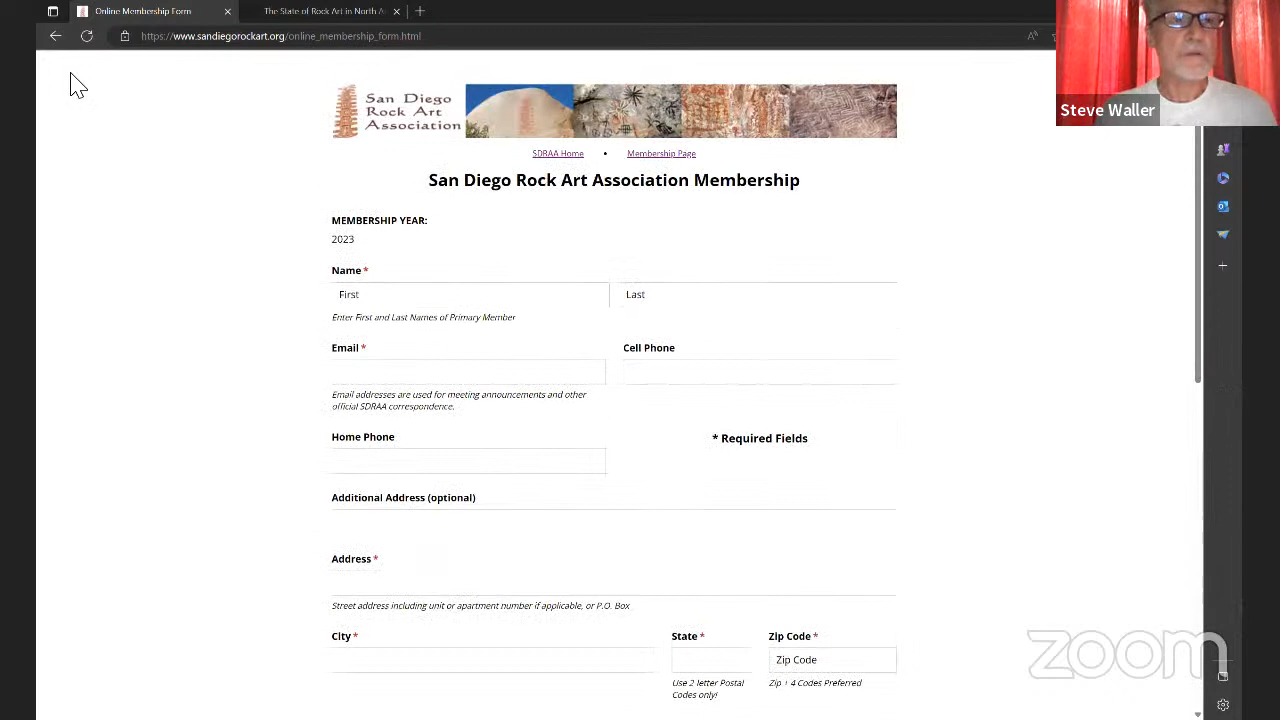 Online Membership Form
The State of Rock Art in North A
https://www.sandiegorockart.org/online_membership_form.html
Steve Waller
San Diego
Rock Art
Association
SDRAA Home • Membership Page
San Diego Rock Art Association Membership
MEMBERSHIP YEAR:
2023
Name *
First Last
Enter First and Last Names of Primary Member
Email * Cell Phone
Email addresses are used for meeting announcements and other
official SDRAA correspondence.
Home Phone * Required Fields
Additional Address (optional)
Address *
Street address including unit or apartment number if applicable, or P.O. Box
City * State * Zip Code *
Zip Code
Use 2 letter Postal Zip + 4 Codes Preferred
Codes only!
zoom